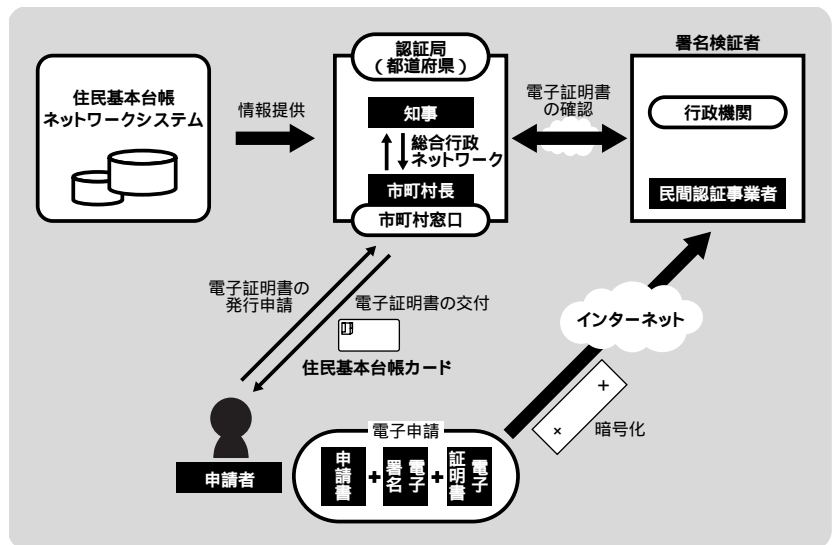 住民基本台帳
ネットワークシステム
情報提供
認証局
（都道府県）
知事
総合行政
ネットワーク
市町村長
市町村窓口
電子証明書
の確認
署名検証者
行政機関
民間認証事業者
電子証明書の
発行申請
電子証明書の交付
住民基本台帳カード
インターネット
暗号化
申請者
電子申請
申請書
+
電子
署名
+
電子
証明書